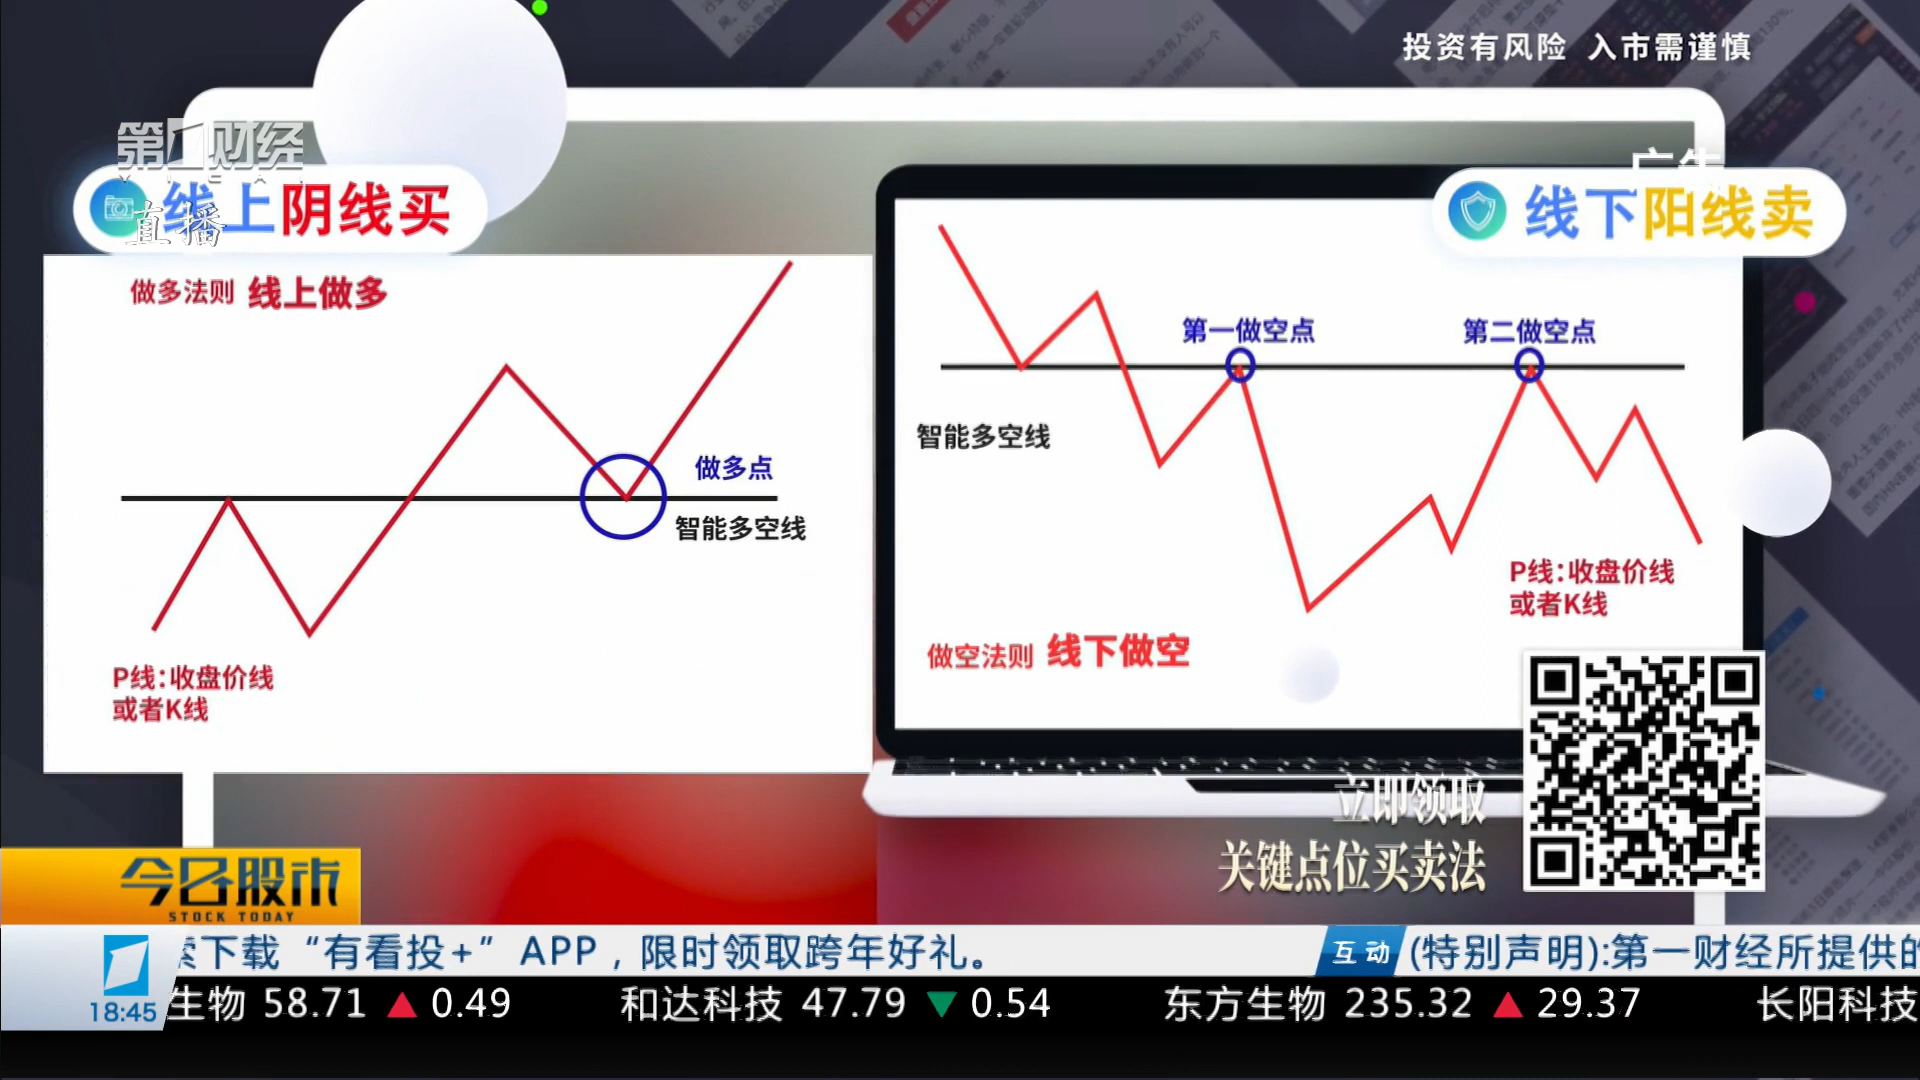 投资有风险 入市需谨慎
第一财经
广告
直播
线上阴线买
线下阳线卖
做多法则 线上做多
做多点
智能多空线
P线:收盘价线
或者K线
第一做空点
第二做空点
智能多空线
P线:收盘价线
或者K线
做空法则 线下做空
立即领取
关键点位买卖法
今日股市
STOCK TODAY
索下载“有看投+”APP，限时领取跨年好礼。
互动 (特别声明):第一财经所提供的
18:45
生物 58.71 ▲ 0.49 和达科技 47.79 ▼ 0.54 东方生物 235.32 ▲ 29.37 长阳科技